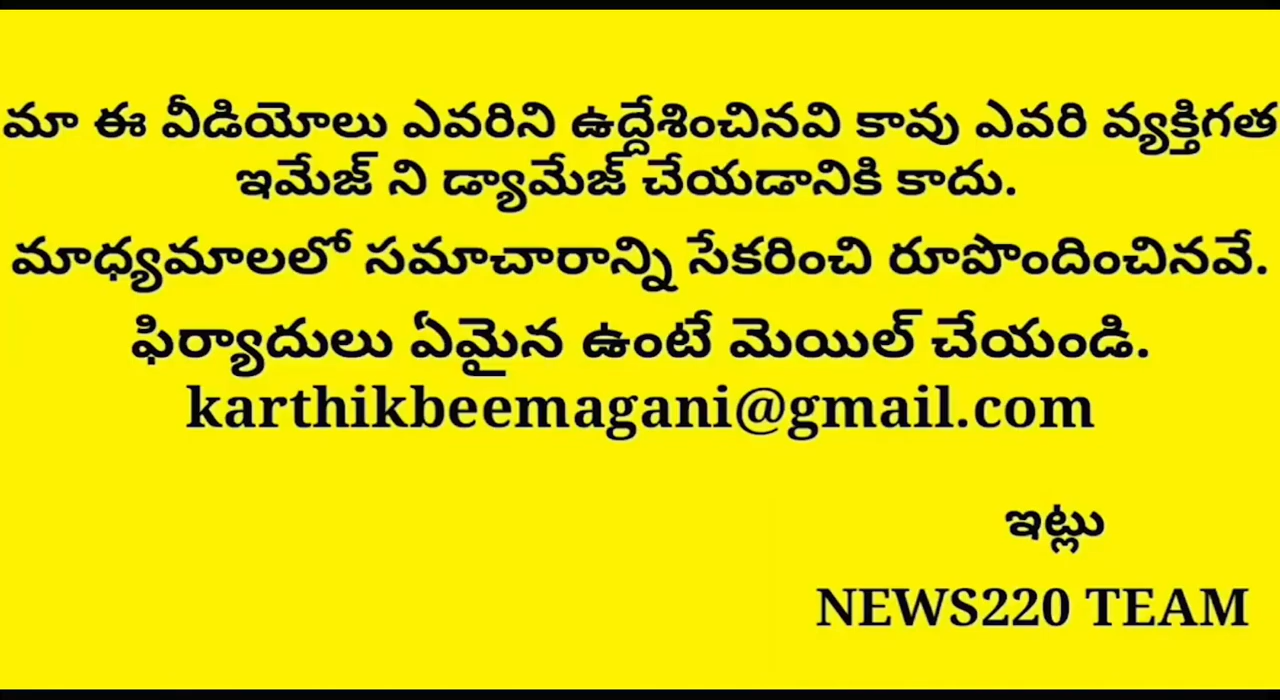 మా ఈ వీడియోలు ఎవరిని ఉద్దేశించినవి కావు ఎవరి వ్యక్తిగత
ఇమేజ్ ని డ్యామేజ్ చేయడానికి కాదు.
మాధ్యమాలలో సమాచారాన్ని సేకరించి రూపొందించినవే.
ఫిర్యాదులు ఏమైన ఉంటే మెయిల్ చేయండి.
karthikbeemagani@gmail.com
ఇట్లు
NEWS220 TEAM